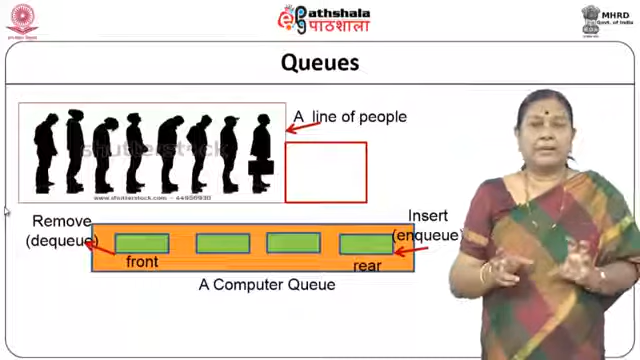 Pathshala
पाठशाला
MHRD
Govt. of India
Queues
A line of people
shutterstock
www.shutterstock.com
Remove
(dequeue)
Insert
(enqueue)
front
rear
A Computer Queue